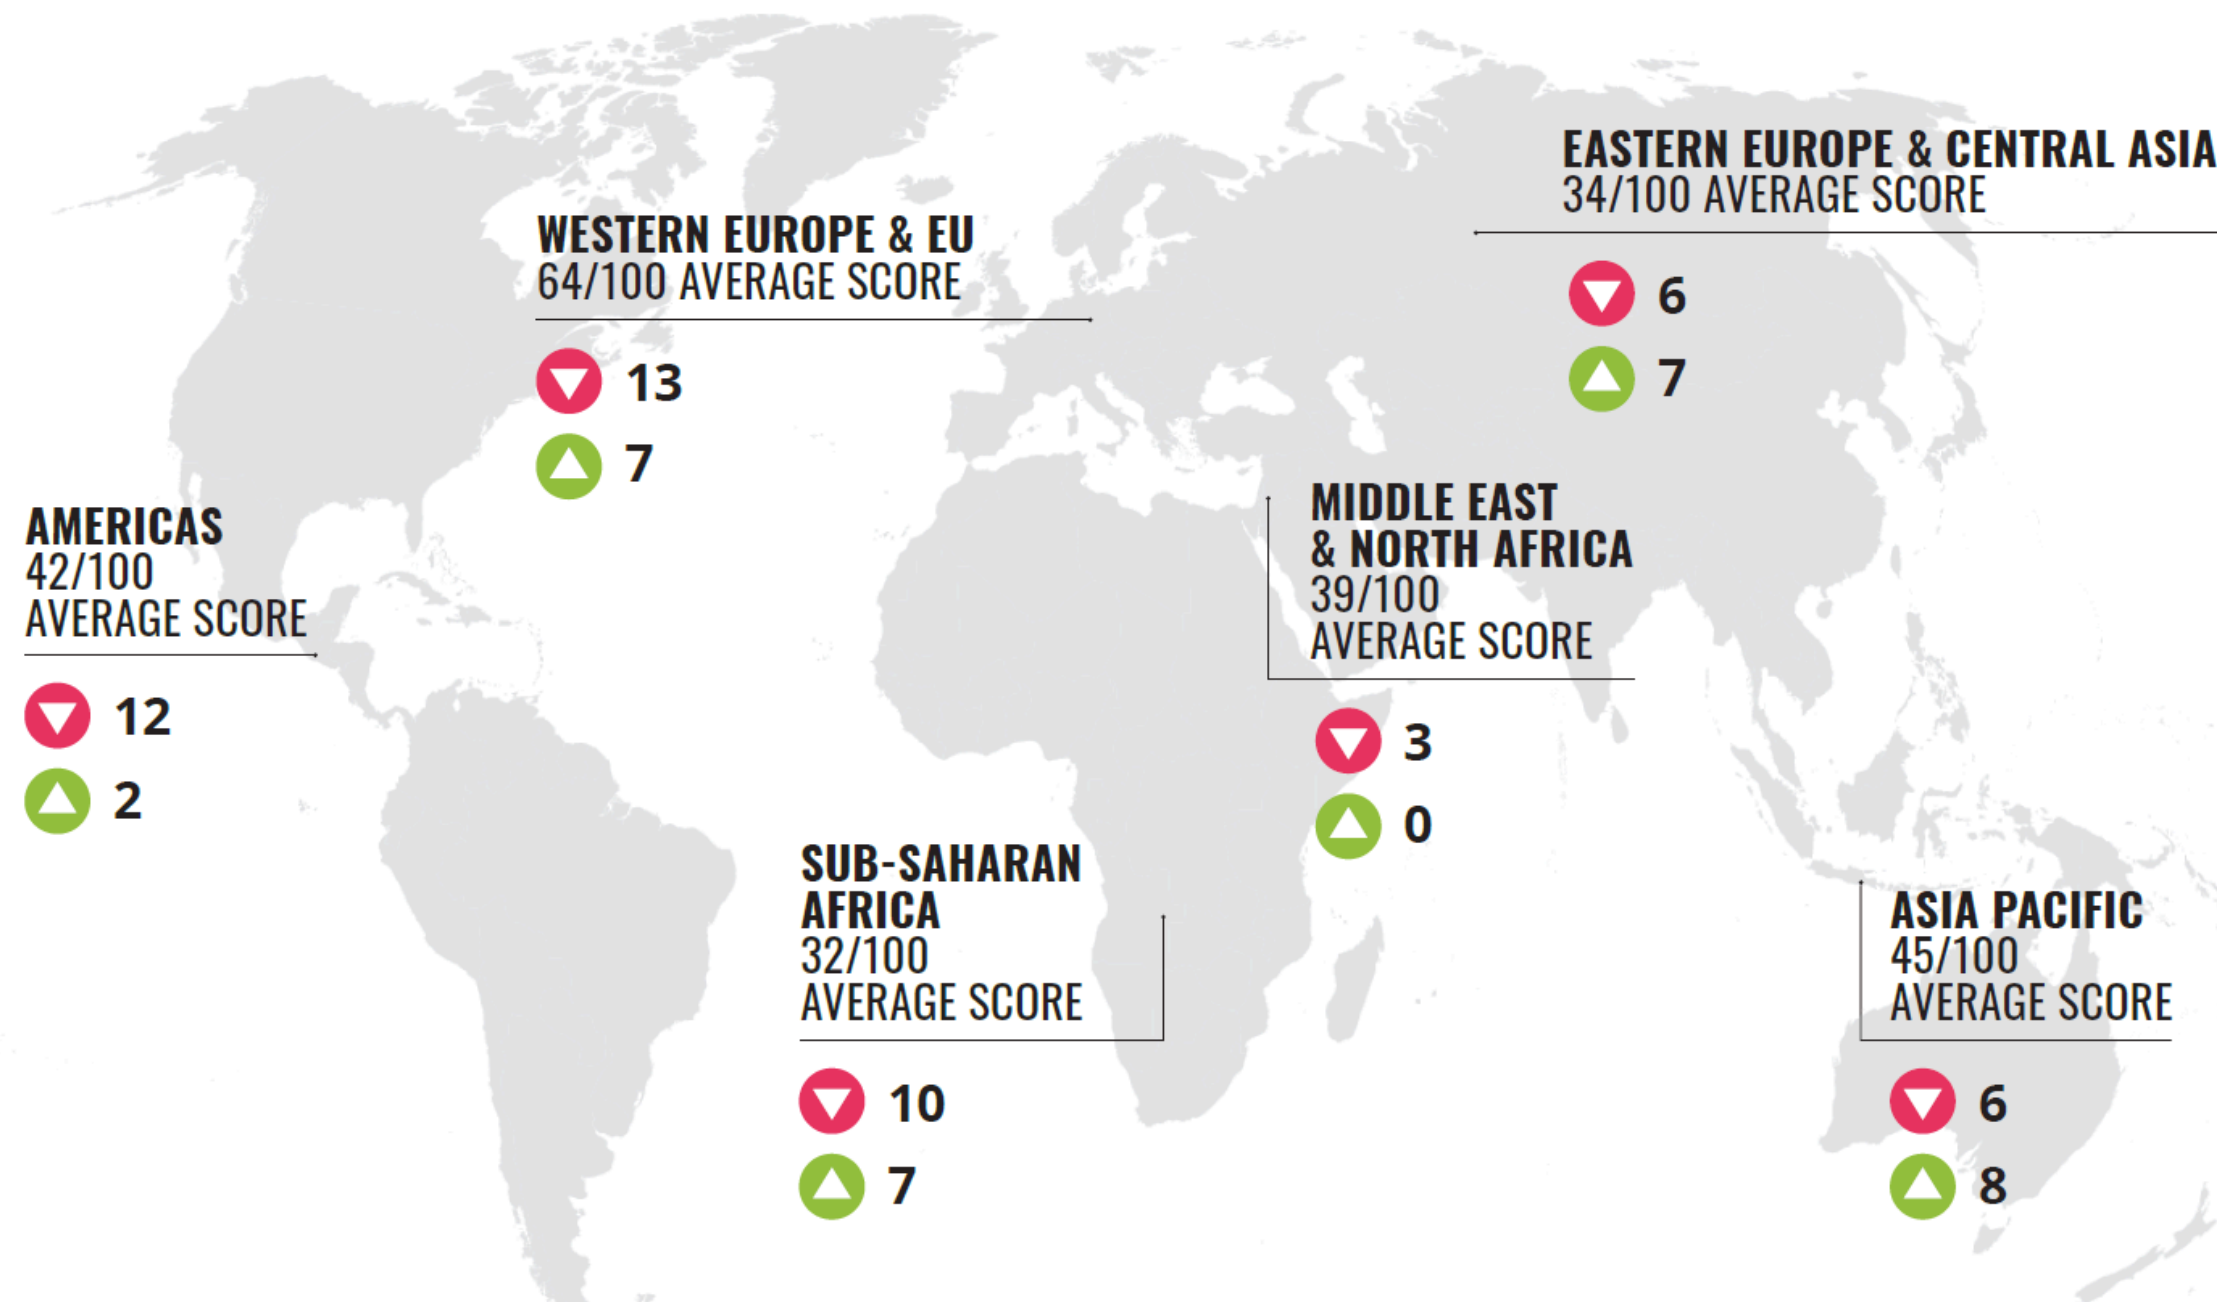 EASTERN EUROPE & CENTRAL ASIA
34/100 AVERAGE SCORE
6
7
WESTERN EUROPE & EU
64/100 AVERAGE SCORE
13
7
AMERICAS
42/100
AVERAGE SCORE
12
2
MIDDLE EAST
& NORTH AFRICA
39/100
AVERAGE SCORE
3
0
SUB-SAHARAN
AFRICA
32/100
AVERAGE SCORE
10
7
ASIA PACIFIC
45/100
AVERAGE SCORE
6
8